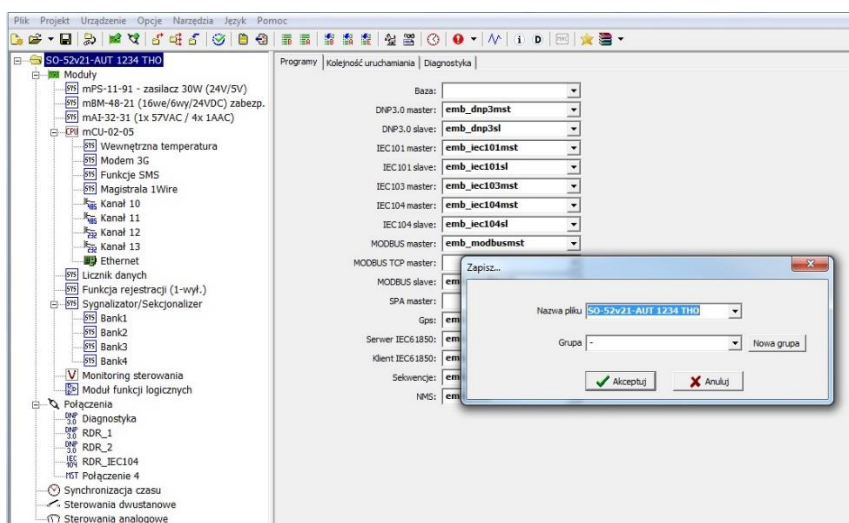 Plik Projekt Urządzenie Opcje Narzędzia Język Pomoc
SO-52v21-AUT 1234 THO
Moduły
mPS-11-91 - zasilacz 30W (24V/5V)
mBM-48-21 (16we/6wy/24VDC) zabezp.
mAI-32-31 (1x 57VAC / 4x 1AAC)
mCU-02-05
Wewnętrzna temperatura
Modem 3G
Funkcje SMS
Magistrala 1Wire
Kanał 10
Kanał 11
Kanał 12
Kanał 13
Ethernet
Licznik danych
Funkcja rejestracji (1-wył.)
Sygnalizator/Sekcjonalizer
Bank1
Bank2
Bank3
Bank4
Monitoring sterowania
Moduł funkcji logicznych
Połączenia
Diagnostyka
RDR_1
RDR_2
RDR_IEC104
Połączenie 4
Synchronizacja czasu
Sterowania dwustanowe
Sterowania analogowe
Programy Kolejność uruchamiania Diagnostyka
Baza:
DNP3.0 master: emb_dnp3mst
DNP3.0 slave: emb_dnp3sl
IEC101 master: emb_iec101mst
IEC101 slave: emb_iec101sl
IEC103 master: emb_iec103mst
IEC104 master: emb_iec104mst
IEC104 slave: emb_iec104sl
MODBUS master: emb_modbusmst
MODBUS TCP master:
MODBUS slave: em
SPA master:
Gps: em
Serwer IEC61850: em
Klient IEC61850: em
Sekwencje: em
NMS: em
Zapisz...
Nazwa pliku SO-52v21-AUT 1234 THO
Grupa - Nowa grupa
Akceptuj Anuluj